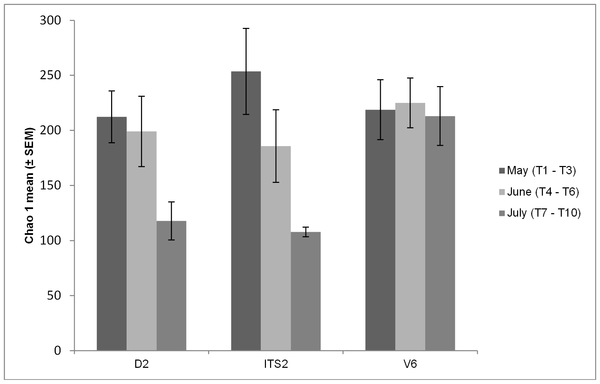 300
250
200
150
100
50
0
Chao 1 mean (± SEM)
D2
ITS2
V6
May (T1 - T3)
June (T4 - T6)
July (T7 - T10)